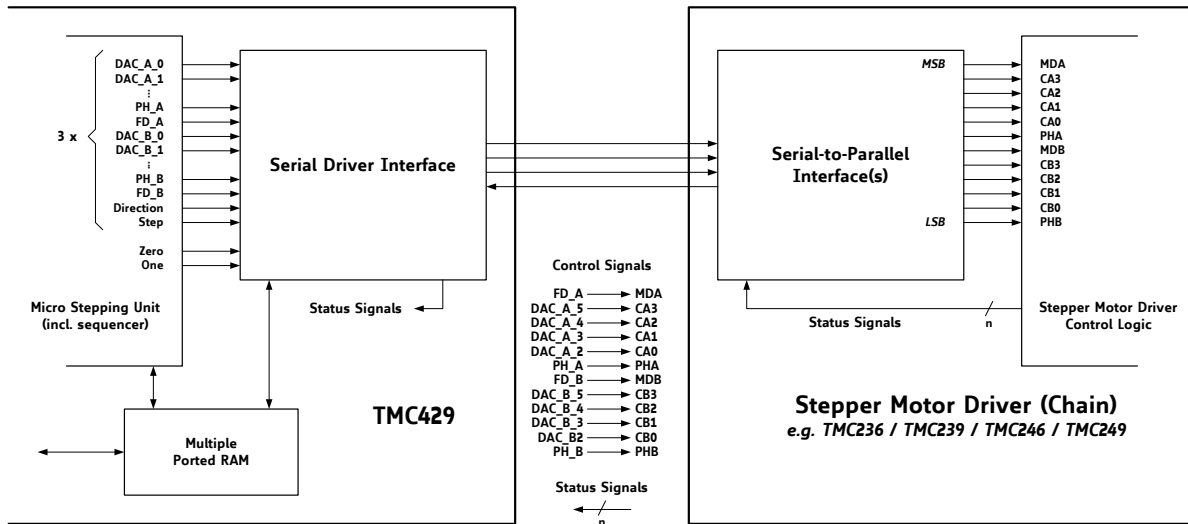 DAC_A_0
DAC_A_1
⋮
PH_A
FD_A
3 x
DAC_B_0
DAC_B_1
⋮
PH_B
FD_B
Direction
Step
Zero
One
Micro Stepping Unit
(incl. sequencer)
Serial Driver Interface
Status Signals
Multiple
Ported RAM
TMC429
Control Signals
FD_A MDA
DAC_A_5 CA3
DAC_A_4 CA2
DAC_A_3 CA1
DAC_A_2 CA0
PH_A PHA
FD_B MDB
DAC_B_5 CB3
DAC_B_4 CB2
DAC_B_3 CB1
DAC_B2 CB0
PH_B PHB
Status Signals
n
Serial-to-Parallel
Interface(s)
MSB
LSB
MDA
CA3
CA2
CA1
CA0
PHA
MDB
CB3
CB2
CB1
CB0
PHB
Status Signals
n
Stepper Motor Driver
Control Logic
Stepper Motor Driver (Chain)
e.g. TMC236 / TMC239 / TMC246 / TMC249